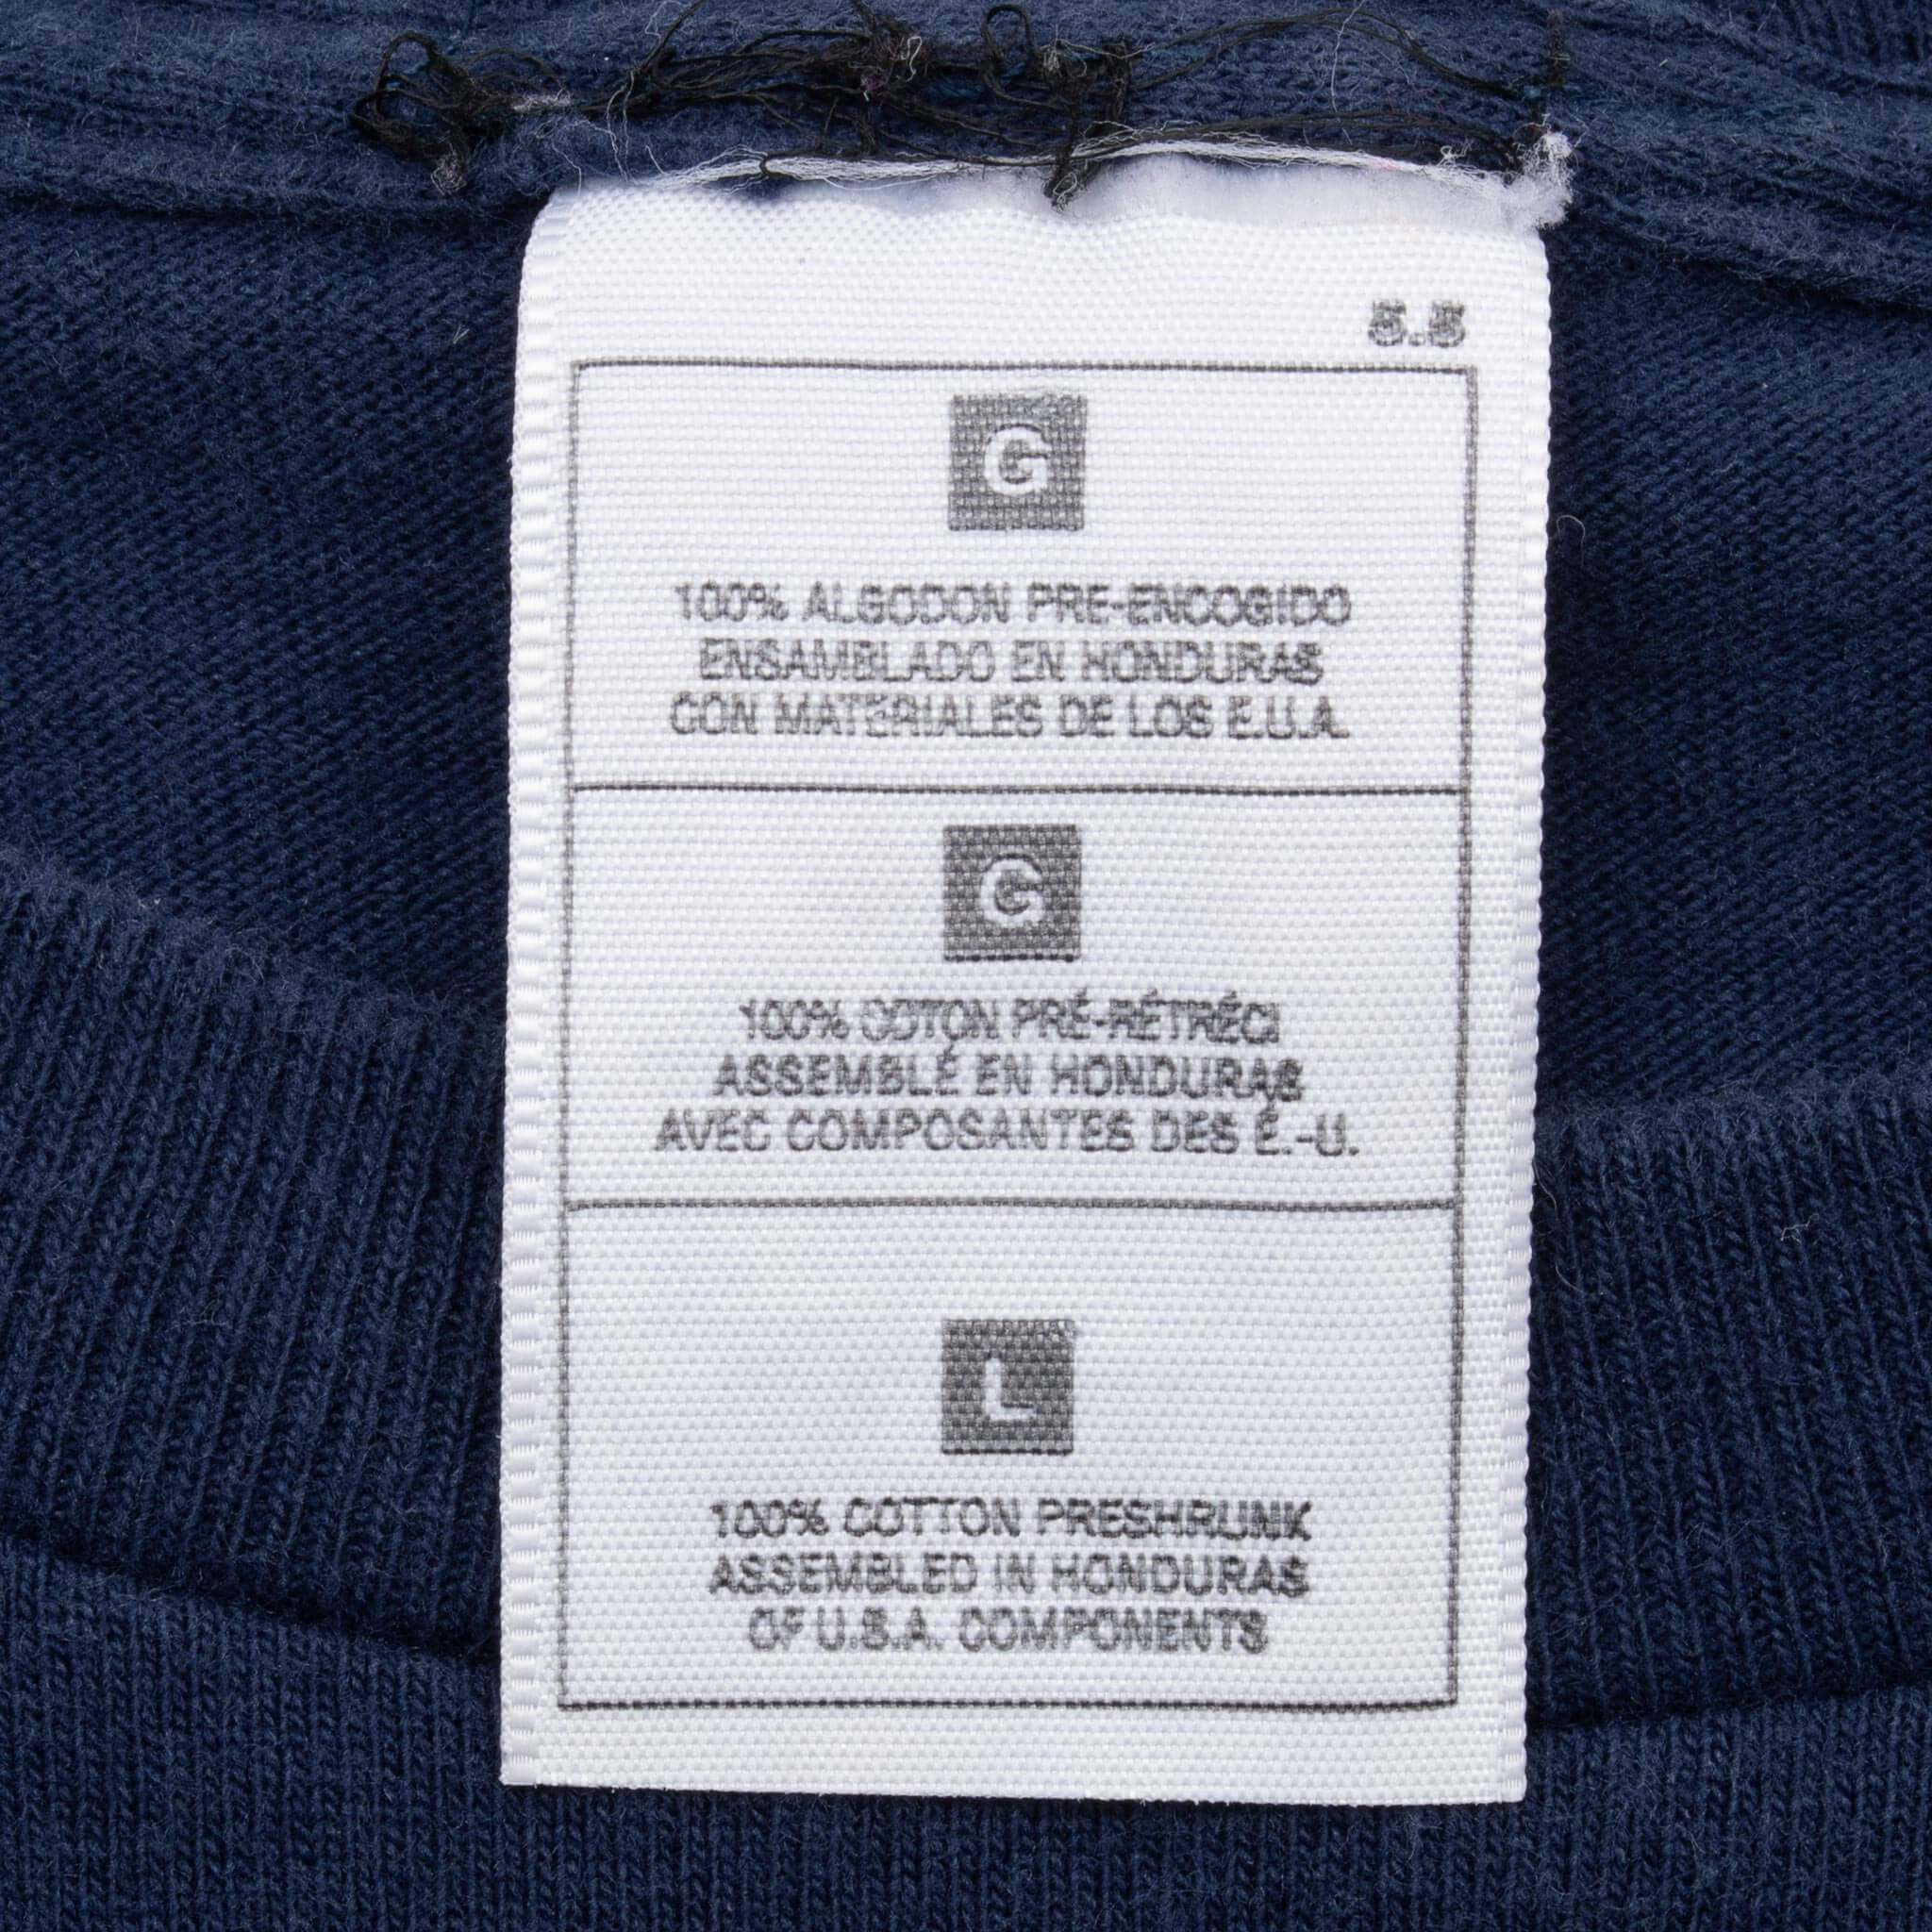 5.5
G
100% ALGODON PRE-ENCOGIDO
ENSAMBLADO EN HONDURAS
CON MATERIALES DE LOS E.U.A.
G
100% COTON PRÉ-RÉTRÉCI
ASSEMBLÉ EN HONDURAS
AVEC COMPOSANTES DES É.-U.
L
100% COTTON PRESHRUNK
ASSEMBLED IN HONDURAS
OF U.S.A. COMPONENTS